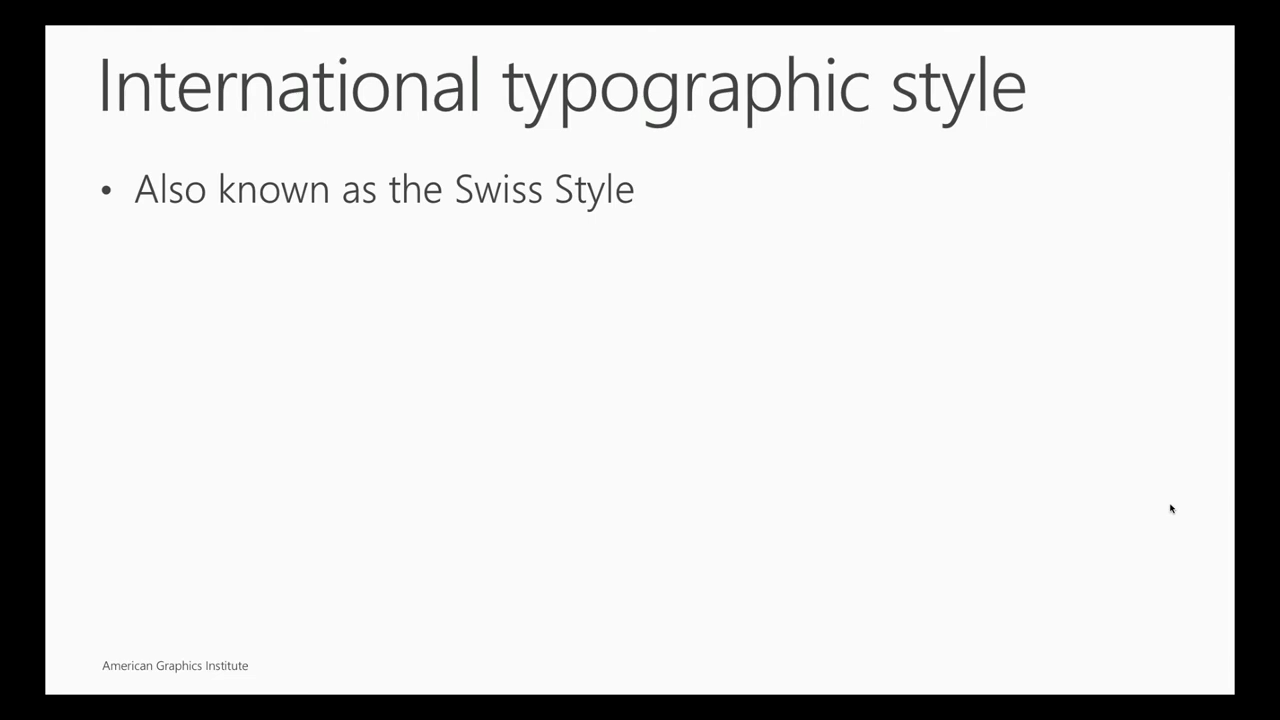 International typographic style
• Also known as the Swiss Style
American Graphics Institute